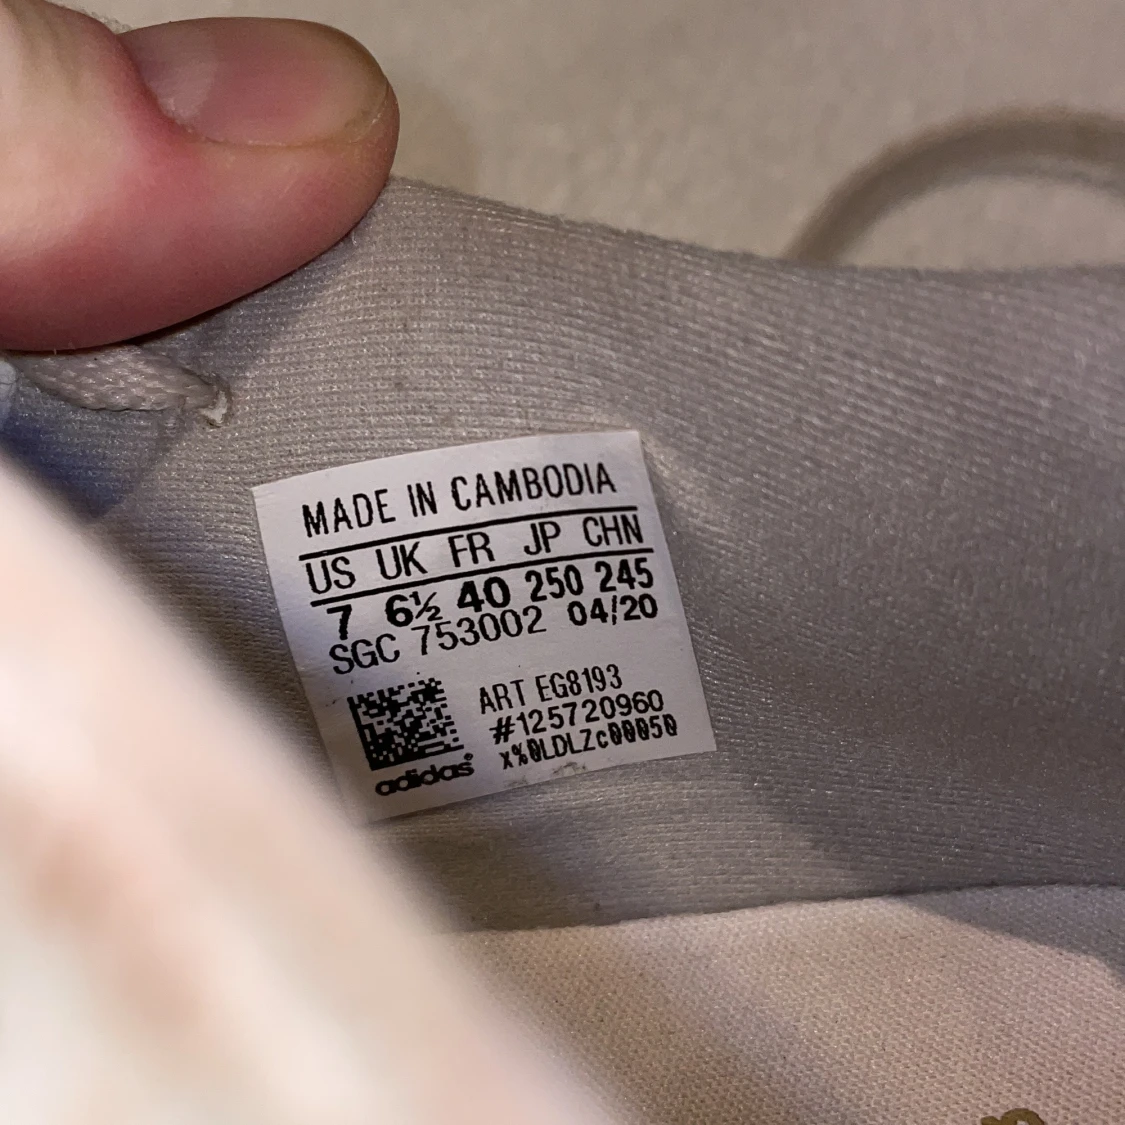 MADE IN CAMBODIA
US UK FR JP CHN
7 6½ 40 250 245
SGC 753002 04/20
ART EG8193
#125720960
x%0LDLZc00050
adidas